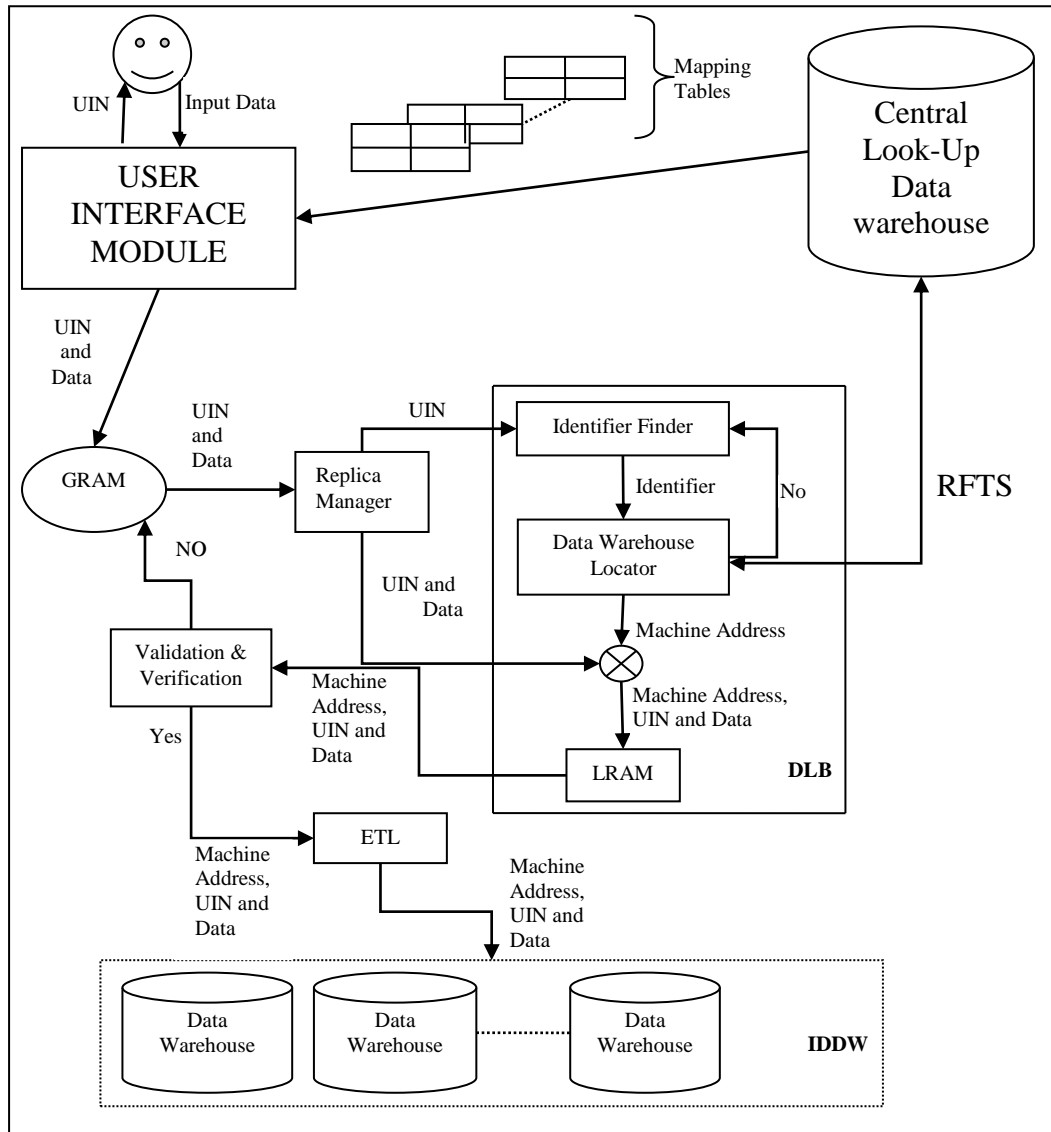 UIN
Input Data
Mapping
Tables
Central
Look-Up
Data
warehouse
USER
INTERFACE
MODULE
UIN
and
Data
UIN
and
Data
UIN
Identifier Finder
GRAM
Replica
Manager
Identifier
No
RFTS
NO
Data Warehouse
Locator
UIN and
Data
Machine Address
Validation &
Verification
Machine
Address,
UIN and
Data
Machine Address,
UIN and Data
Yes
LRAM
DLB
ETL
Machine
Address,
UIN and
Data
Machine
Address,
UIN and
Data
Data
Warehouse
Data
Warehouse
Data
Warehouse
IDDW